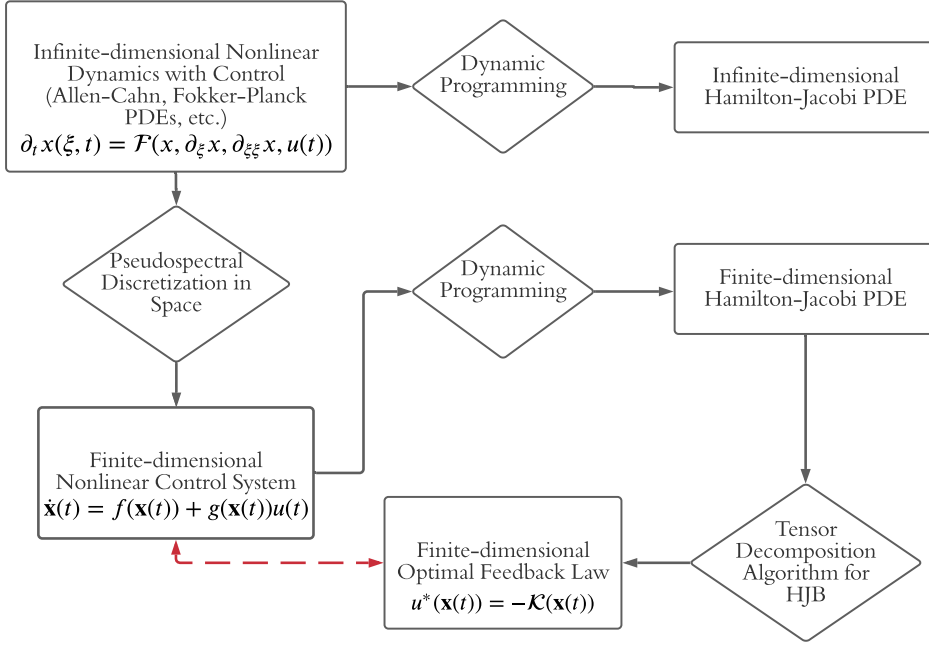 Infinite-dimensional Nonlinear
Dynamics with Control
(Allen-Cahn, Fokker-Planck
PDEs, etc.)
∂ₜx(ξ, t) = ℱ(x, ∂_ξ x, ∂_ξξ x, u(t))
Dynamic
Programming
Infinite-dimensional
Hamilton-Jacobi PDE
Pseudospectral
Discretization in
Space
Dynamic
Programming
Finite-dimensional
Hamilton-Jacobi PDE
Finite-dimensional
Nonlinear Control System
ẋ(t) = f(x(t)) + g(x(t))u(t)
Finite-dimensional
Optimal Feedback Law
u*(x(t)) = −𝒦(x(t))
Tensor
Decomposition
Algorithm for
HJB